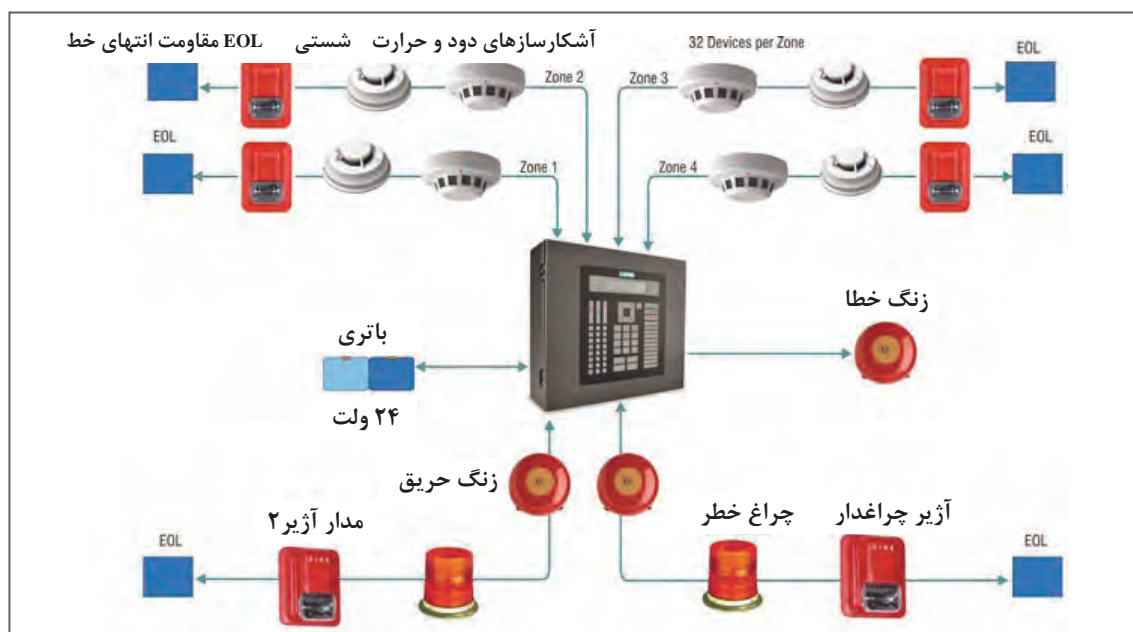 آشکارسازهای دود و حرارت شستی EOL مقاومت انتهای خط
32 Devices per Zone
EOL
Zone 2
Zone 3
EOL
EOL
Zone 1
Zone 4
زنگ خطا
باتری
۲۴ ولت
زنگ حریق
مدار آژیر۲
چراغ خطر
آژیر چراغدار
EOL
EOL
FIRE